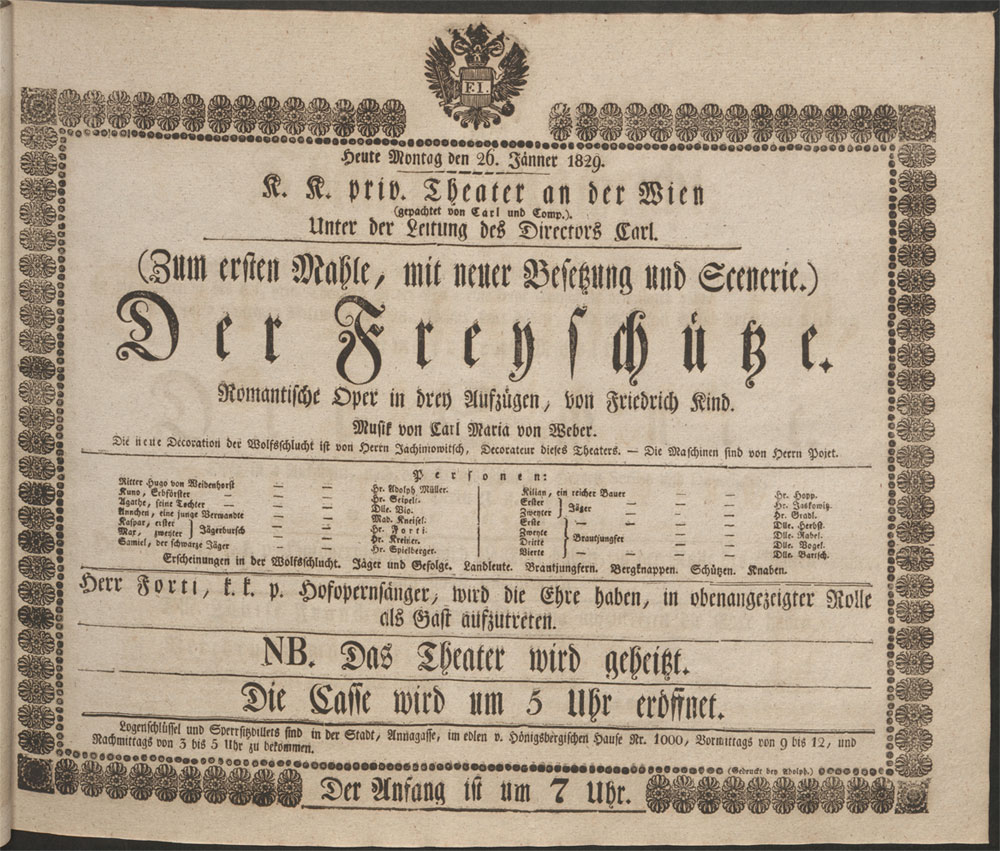 F.I.
Heute Montag den 26. Jänner 1829.
K. K. priv. Theater an der Wien
(gepachtet von Carl und Comp.).
Unter der Leitung des Directors Carl.
(Zum ersten Mahle, mit neuer Besetzung und Scenerie.)
Der Freyschütze.
Romantische Oper in drey Aufzügen, von Friedrich Kind.
Musik von Carl Maria von Weber.
Die neue Decoration der Wolfsschlucht ist von Herrn Jachimowitsch, Decorateur dieses Theaters. — Die Maschinen sind von Herrn Pojet.
Personen:
Ritter Hugo von Weidenhorst — — Hr. Adolph Müller.
Kuno, Erbförster — — — Hr. Seipelt.
Agathe, seine Tochter — — — Dlle. Vio.
Annchen, eine junge Verwandte — — Mad. Kneisel.
Kaspar, erster } Jägerbursch — — Hr. Forti.
Max, zweyter — — Hr. Kreiner.
Samiel, der schwarze Jäger — — Hr. Spielberger.
Kilian, ein reicher Bauer — — Hr. Hopp.
Erster } Jäger — — — Hr. Jaskewitz.
Zweyter — — — Hr. Gradl.
Erste } Brautjungfer — — — Dlle. Herbst.
Zweyte — — — Dlle. Rabel.
Dritte — — — Dlle. Vogel.
Vierte — — — Dlle. Bartsch.
Erscheinungen in der Wolfsschlucht. Jäger und Gefolge. Landleute. Brautjungfern. Bergknappen. Schützen. Knaben.
Herr Forti, k. k. p. Hofopernsänger, wird die Ehre haben, in obenangezeigter Rolle
als Gast aufzutreten.
NB. Das Theater wird geheitzt.
Die Casse wird um 5 Uhr eröffnet.
Logenschlüssel und Sperrsitzbillets sind in der Stadt, Annagasse, im edlen v. Hönigsbergischen Hause Nr. 1000, Vormittags von 9 bis 12, und
Nachmittags von 3 bis 5 Uhr zu bekommen.
(Gedruckt bey Adolph.)
Der Anfang ist um 7 Uhr.